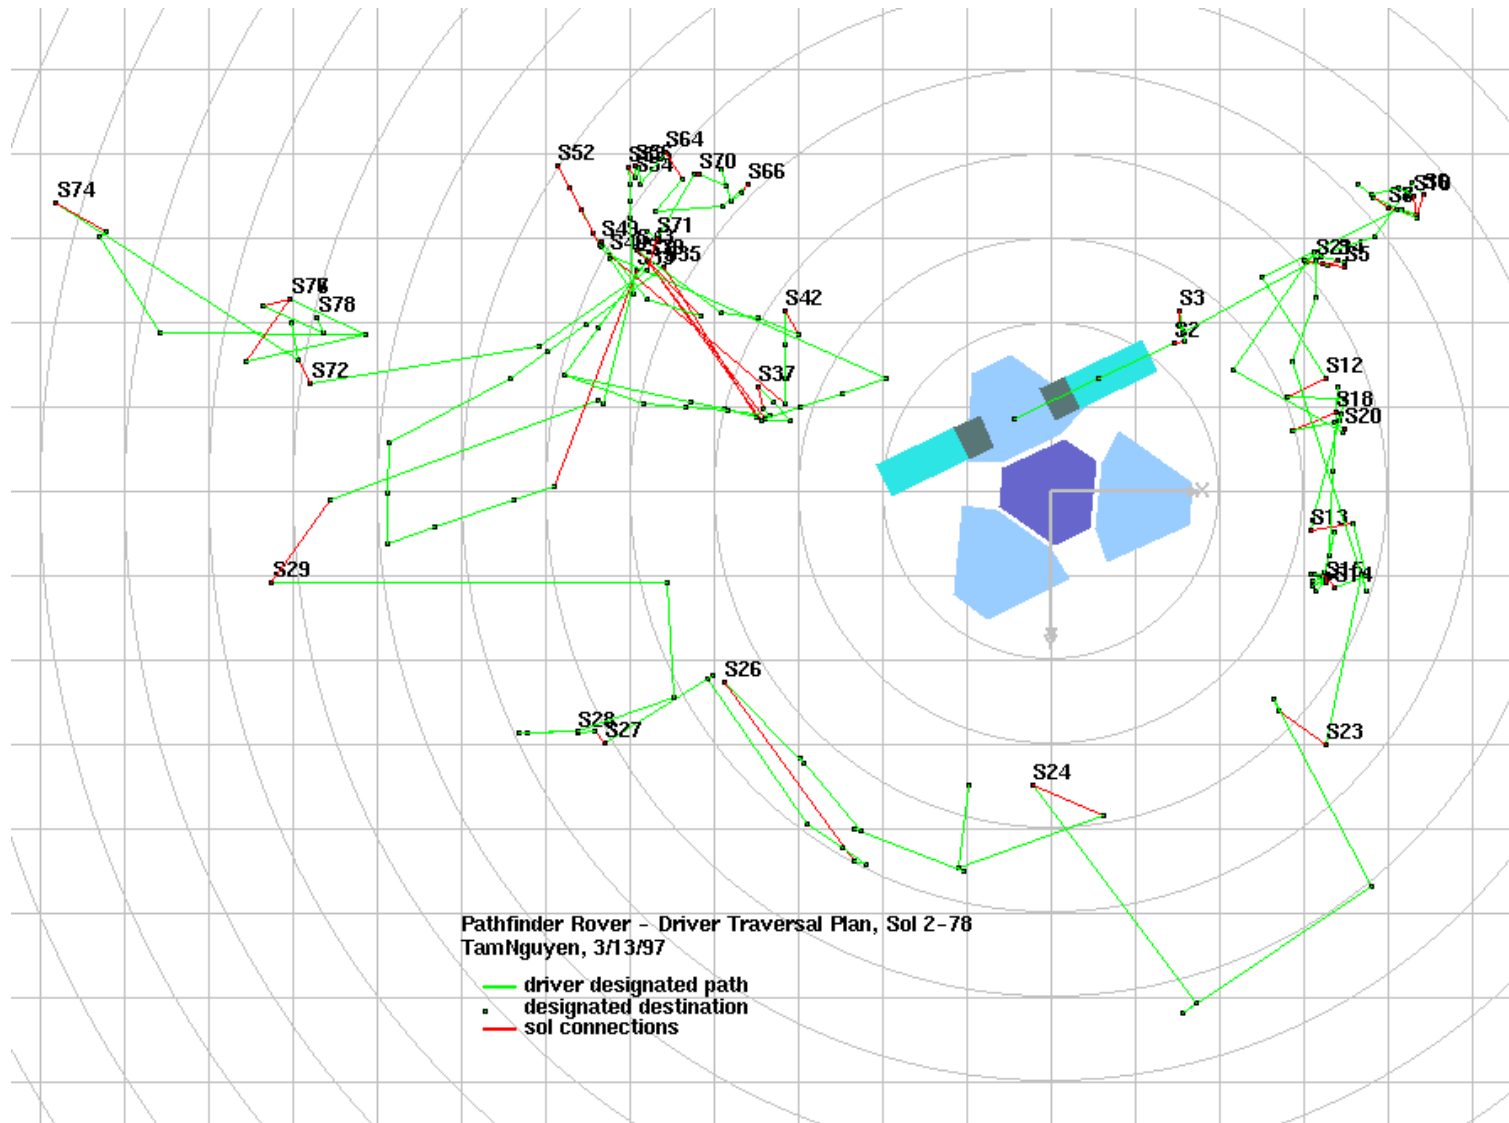 S64
S52
S70
S66
S74
S8
S71
S49
S5
S35
S76
S78
S42
S3
S2
S72
S37
S12
S18
S20
S13
S29
S14
S26
S28
S27
S23
S24
Pathfinder Rover - Driver Traversal Plan, Sol 2-78
TamNguyen, 3/13/97
driver designated path
designated destination
sol connections
X